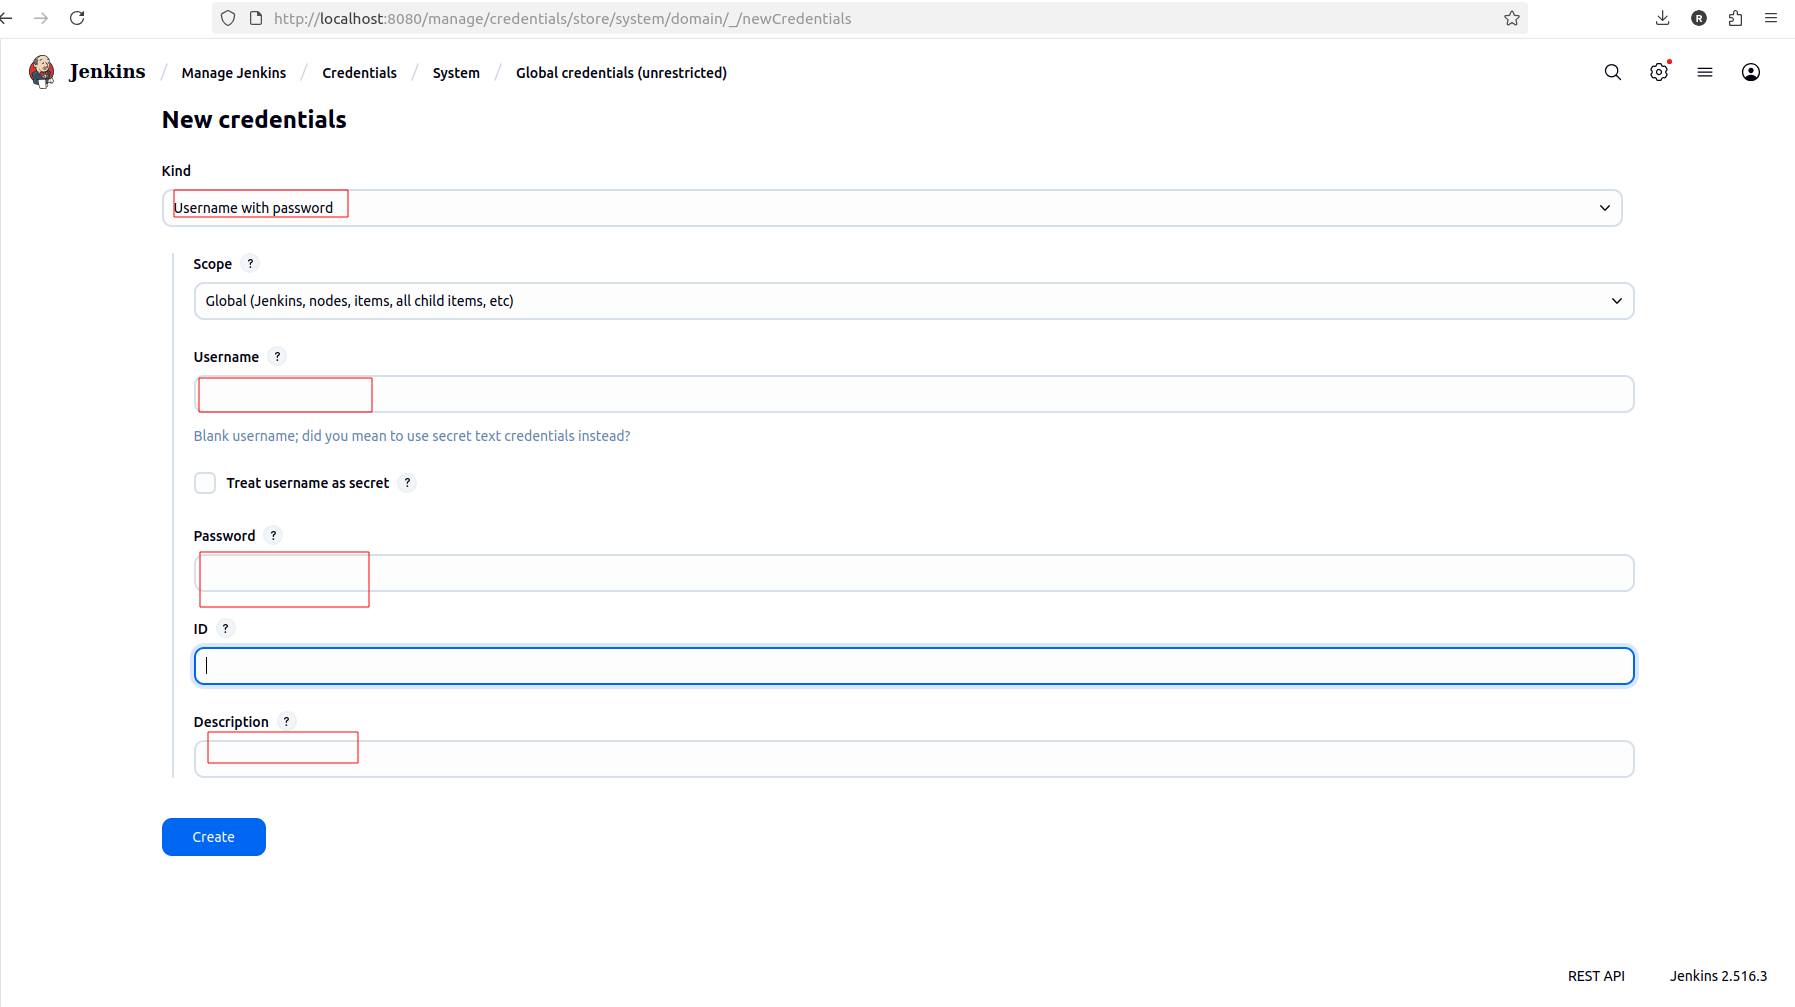 http://localhost:8080/manage/credentials/store/system/domain/_/newCredentials
R
Jenkins / Manage Jenkins / Credentials / System / Global credentials (unrestricted)
New credentials
Kind
Username with password
Scope ?
Global (Jenkins, nodes, items, all child items, etc)
Username ?
Blank username; did you mean to use secret text credentials instead?
Treat username as secret ?
Password ?
ID ?
Description ?
Create
REST API Jenkins 2.516.3